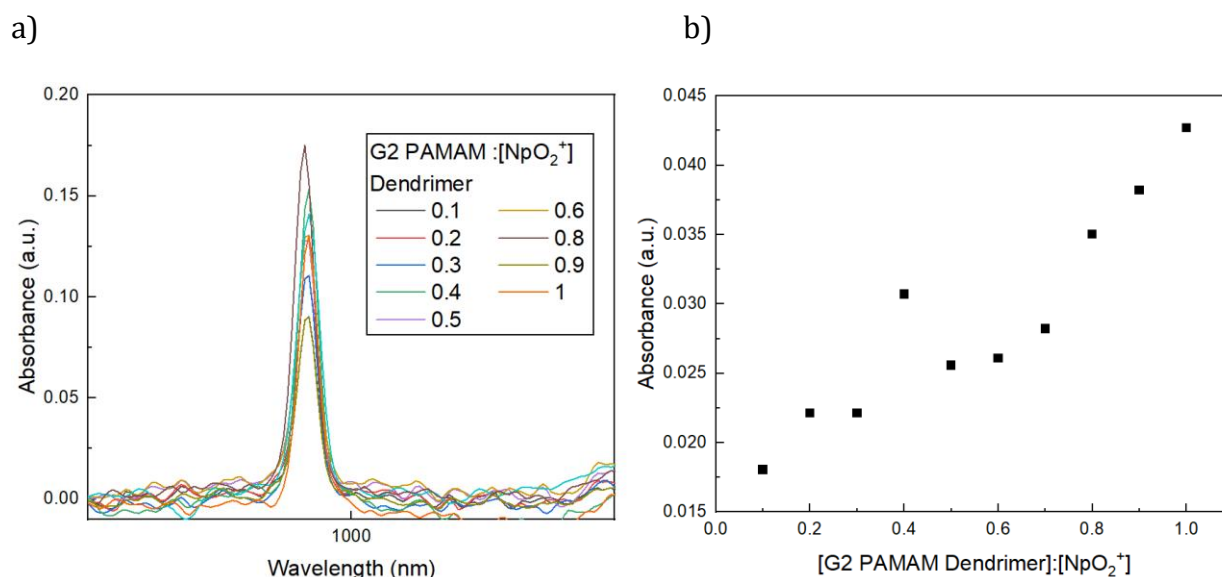 a)
b)
0.20
0.15
0.10
0.05
0.00
Absorbance (a.u.)
1000
Wavelength (nm)
G2 PAMAM :[NpO₂⁺]
Dendrimer
0.1 0.6
0.2 0.8
0.3 0.9
0.4 1
0.5
0.045
0.040
0.035
0.030
0.025
0.020
0.015
Absorbance (a.u.)
0.0 0.2 0.4 0.6 0.8 1.0
[G2 PAMAM Dendrimer]:[NpO₂⁺]